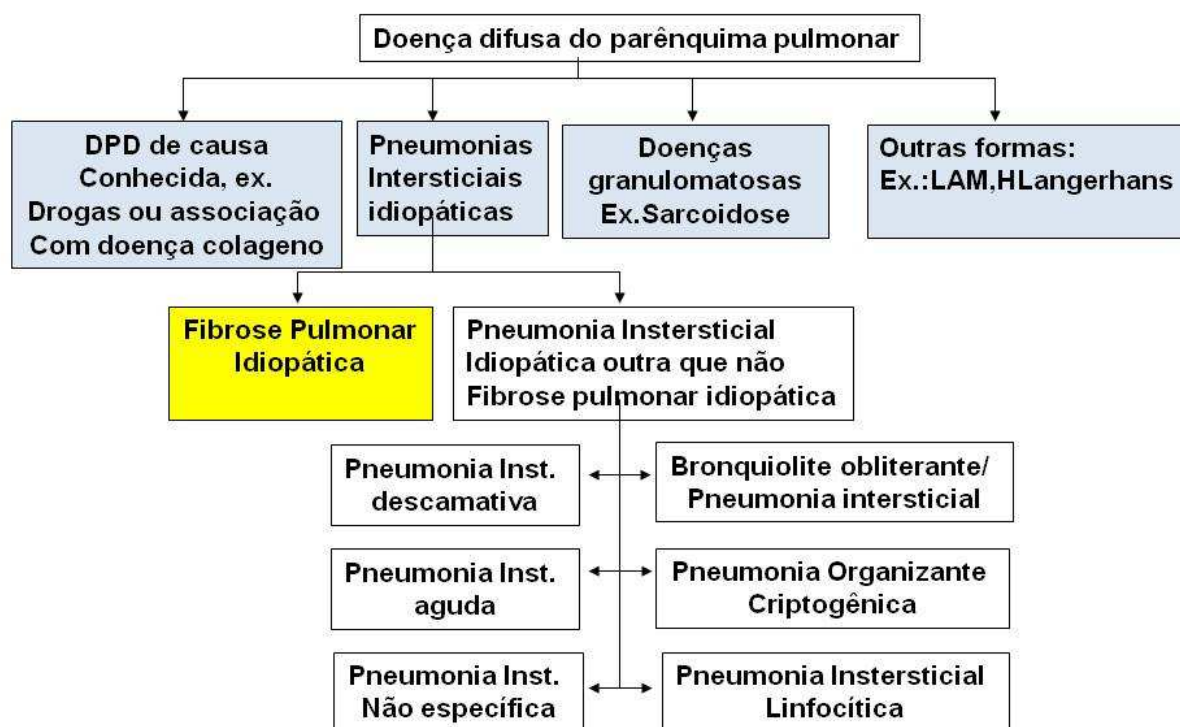 Doença difusa do parênquima pulmonar
DPD de causa
Conhecida, ex.
Drogas ou associação
Com doença colageno
Pneumonias
Intersticiais
idiopáticas
Doenças
granulomatosas
Ex.Sarcoidose
Outras formas:
Ex.:LAM,HLangerhans
Fibrose Pulmonar
Idiopática
Pneumonia Instersticial
Idiopática outra que não
Fibrose pulmonar idiopática
Pneumonia Inst.
descamativa
Bronquiolite obliterante/
Pneumonia intersticial
Pneumonia Inst.
aguda
Pneumonia Organizante
Criptogênica
Pneumonia Inst.
Não específica
Pneumonia Instersticial
Linfocítica